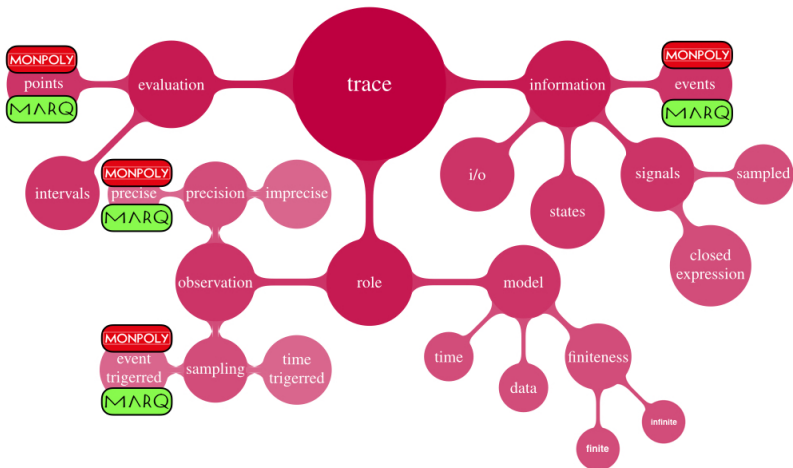 MONPOLY
points
MARQ
evaluation
trace
information
MONPOLY
events
MARQ
intervals
MONPOLY
precise
MARQ
precision
imprecise
i/o
states
signals
sampled
closed
expression
observation
role
model
MONPOLY
event
trigerred
MARQ
sampling
time
trigerred
time
data
finiteness
finite
infinite